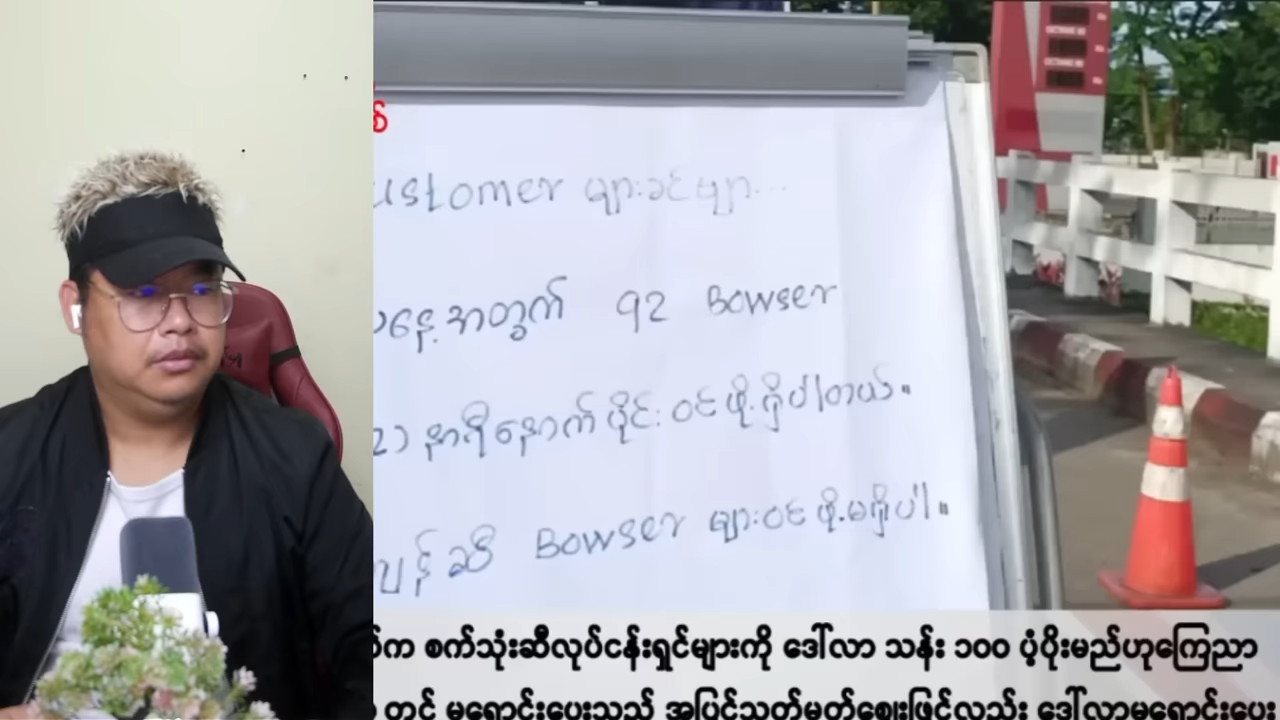 စ်
ustomer များခင်ဗျာ...
နေ့အတွက် 92 Bowser
2) နာရီနောက်ပိုင်း ဝင်ဖို့ရှိပါတယ်။
ကျန် ဆီ Bowser များဝင်ဖို့မရှိပါ။
က စက်သုံးဆီလုပ်ငန်းရှင်များကို ဒေါ်လာ သန်း ၁၀၀ ပံ့ပိုးမည်ဟုကြေညာ
တွင် မရောင်းပေးသည့် အပြင်သတ်မှတ်ဈေးဖြင့်လည်း ဒေါ်လာမရောင်းပေး